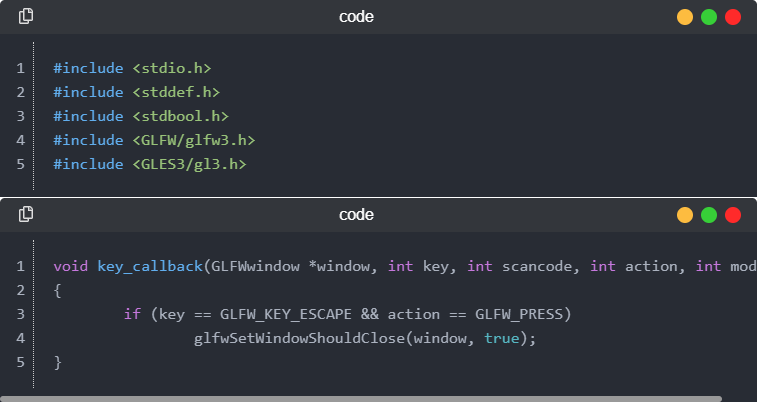 code
1 #include <stdio.h>
2 #include <stddef.h>
3 #include <stdbool.h>
4 #include <GLFW/glfw3.h>
5 #include <GLES3/gl3.h>
code
1 void key_callback(GLFWwindow *window, int key, int scancode, int action, int mod
2 {
3 if (key == GLFW_KEY_ESCAPE && action == GLFW_PRESS)
4 glfwSetWindowShouldClose(window, true);
5 }